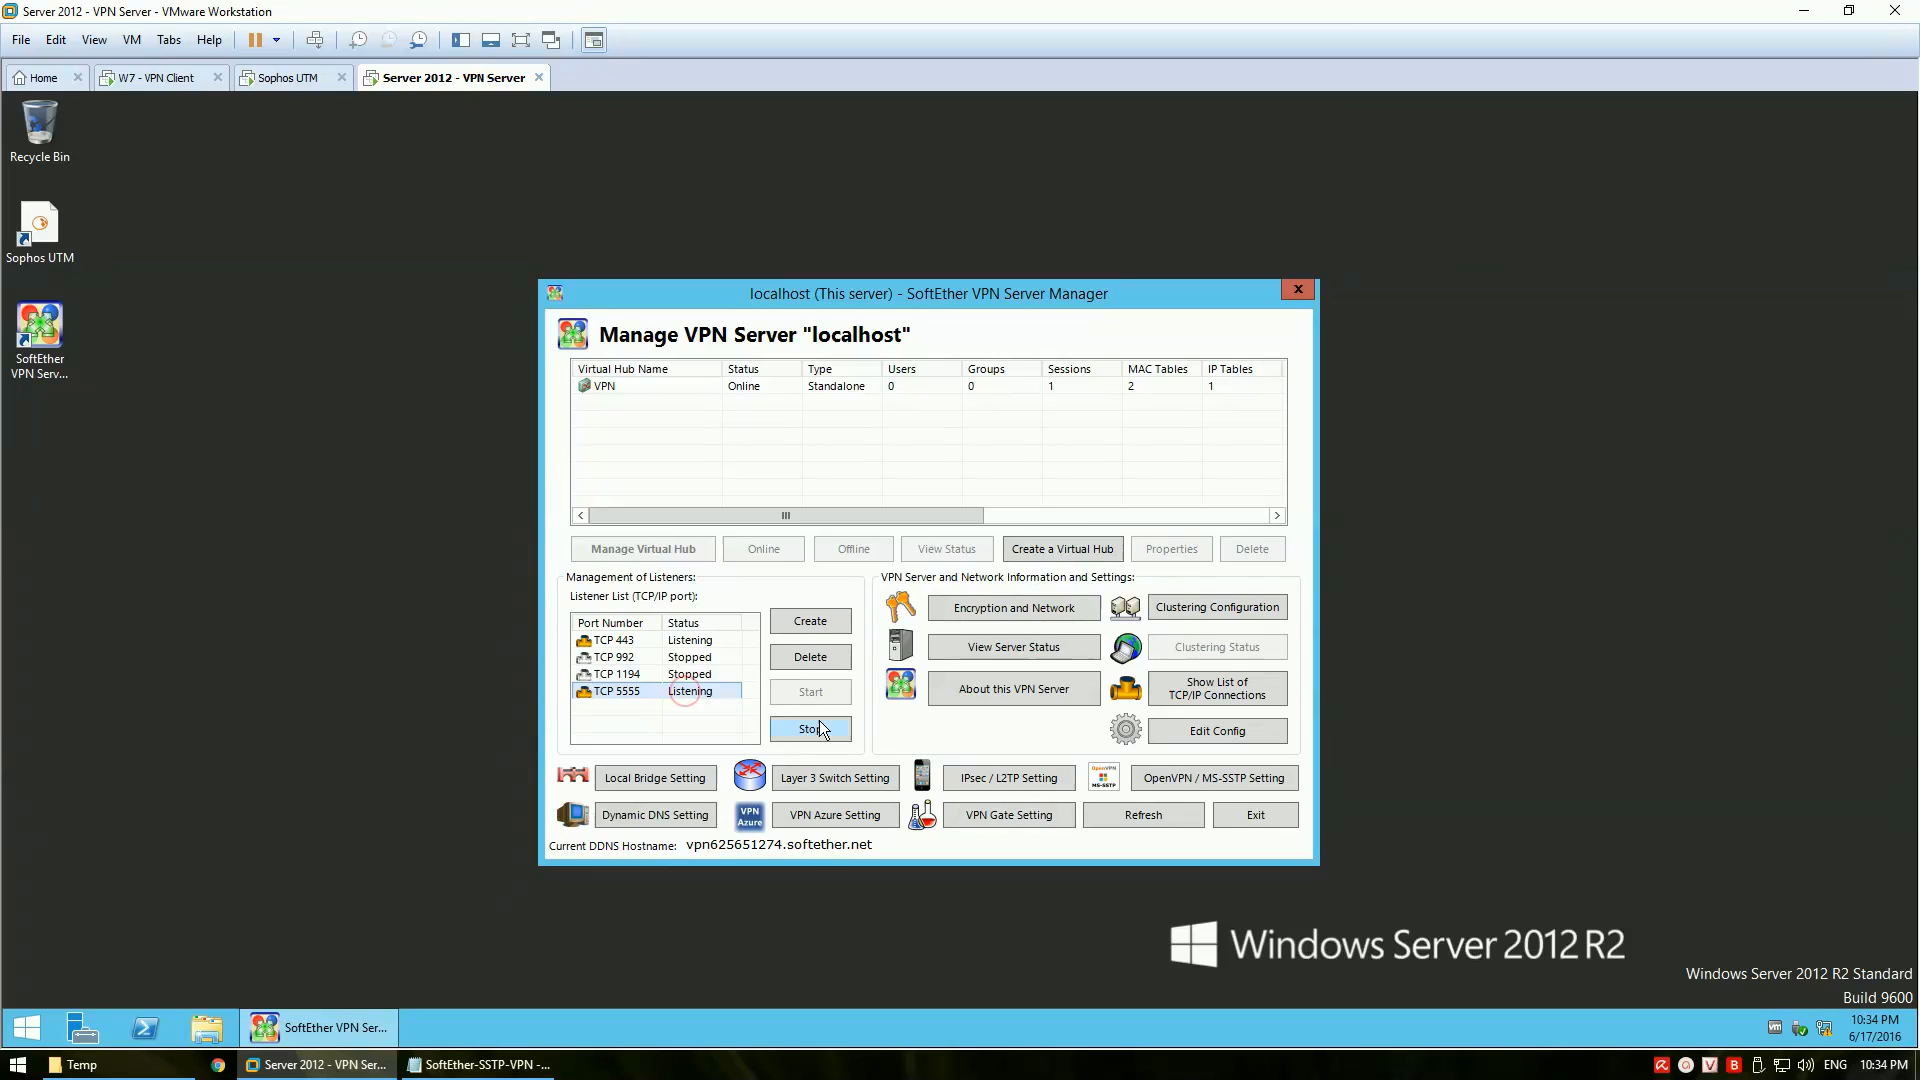 Server 2012 - VPN Server - VMware Workstation
File Edit View VM Tabs Help
Home W7 - VPN Client Sophos UTM Server 2012 - VPN Server
Recycle Bin
Sophos UTM
SoftEther
VPN Serv...
localhost (This server) - SoftEther VPN Server Manager
Manage VPN Server "localhost"
Virtual Hub Name Status Type Users Groups Sessions MAC Tables IP Tables
VPN Online Standalone 0 0 1 2 1
Manage Virtual Hub Online Offline View Status Create a Virtual Hub Properties Delete
Management of Listeners:
Listener List (TCP/IP port):
Port Number Status
TCP 443 Listening
TCP 992 Stopped
TCP 1194 Stopped
TCP 5555 Listening
Create
Delete
Start
Stop
VPN Server and Network Information and Settings:
Encryption and Network Clustering Configuration
View Server Status Clustering Status
About this VPN Server Show List of
TCP/IP Connections
Edit Config
Local Bridge Setting Layer 3 Switch Setting IPsec / L2TP Setting OpenVPN MS-SSTP OpenVPN / MS-SSTP Setting
Dynamic DNS Setting VPN Azure VPN Azure Setting VPN Gate Setting Refresh Exit
Current DDNS Hostname: vpn625651274.softether.net
Windows Server 2012 R2
Windows Server 2012 R2 Standard
Build 9600
SoftEther VPN Ser...
10:34 PM
6/17/2016
Temp Server 2012 - VPN Ser... SoftEther-SSTP-VPN -... ENG 10:34 PM